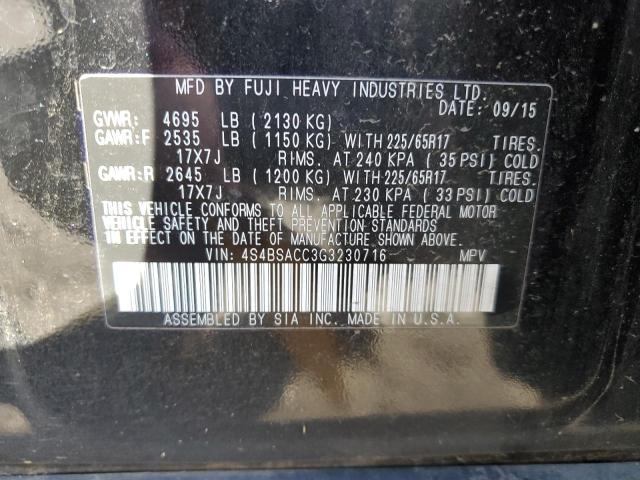 MFD BY FUJI HEAVY INDUSTRIES LTD.
DATE: 09/15
GVWR: 4695 LB (2130 KG)
GAWR:F 2535 LB (1150 KG) WITH 225/65R17 TIRES.
17X7J RIMS. AT 240 KPA (35 PSI) COLD
GAWR:R 2645 LB (1200 KG) WITH 225/65R17 TIRES.
17X7J RIMS. AT 230 KPA (33 PSI) COLD
THIS VEHICLE CONFORMS TO ALL APPLICABLE FEDERAL MOTOR
VEHICLE SAFETY AND THEFT PREVENTION STANDARDS
IN EFFECT ON THE DATE OF MANUFACTURE SHOWN ABOVE.
VIN: 4S4BSACC3G3230716 MPV
ASSEMBLED BY SIA INC. MADE IN U.S.A.